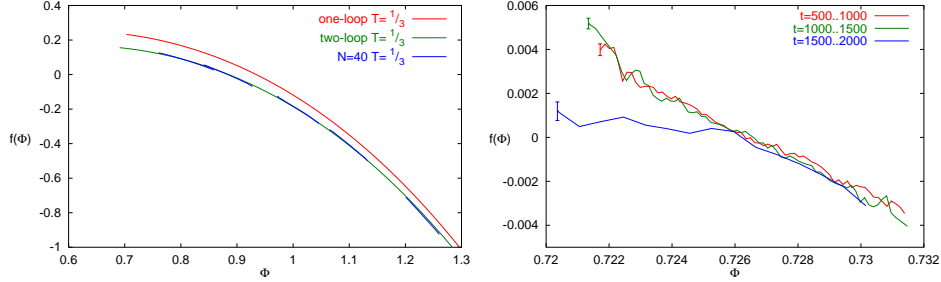 0.4
0.2
0
-0.2
-0.4
-0.6
-0.8
-1
f(Φ)
0.6 0.7 0.8 0.9 1 1.1 1.2 1.3
Φ
one-loop T= 1/3
two-loop T= 1/3
N=40 T= 1/3
0.006
0.004
0.002
0
-0.002
-0.004
f(Φ)
0.72 0.722 0.724 0.726 0.728 0.73 0.732
Φ
t=500..1000
t=1000..1500
t=1500..2000